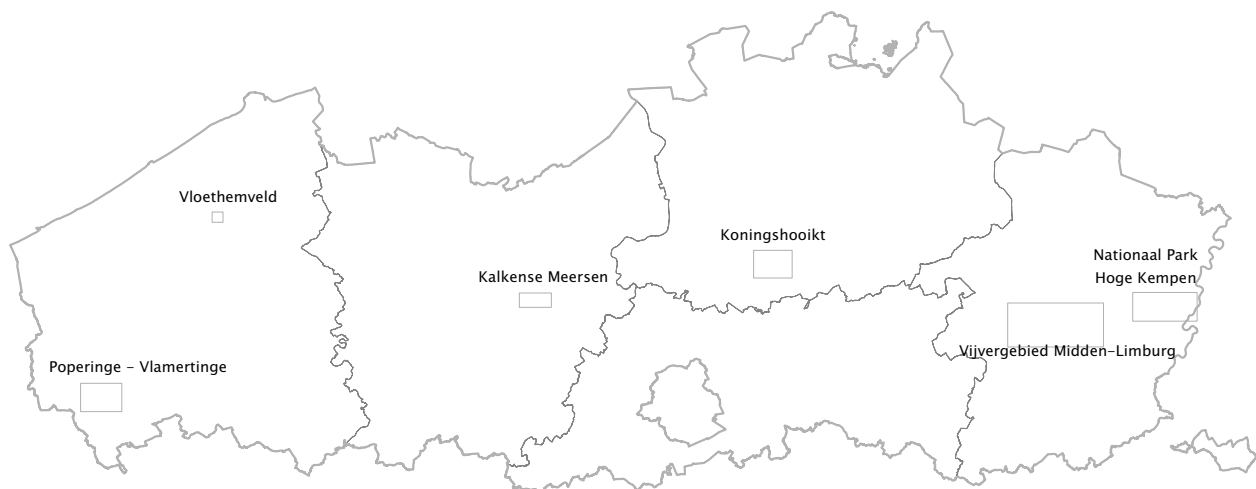 Vloethemveld
Koningshooikt
Nationaal Park
Hoge Kempen
Kalkense Meersen
Vijvergebied Midden-Limburg
Poperinge - Vlamertinge